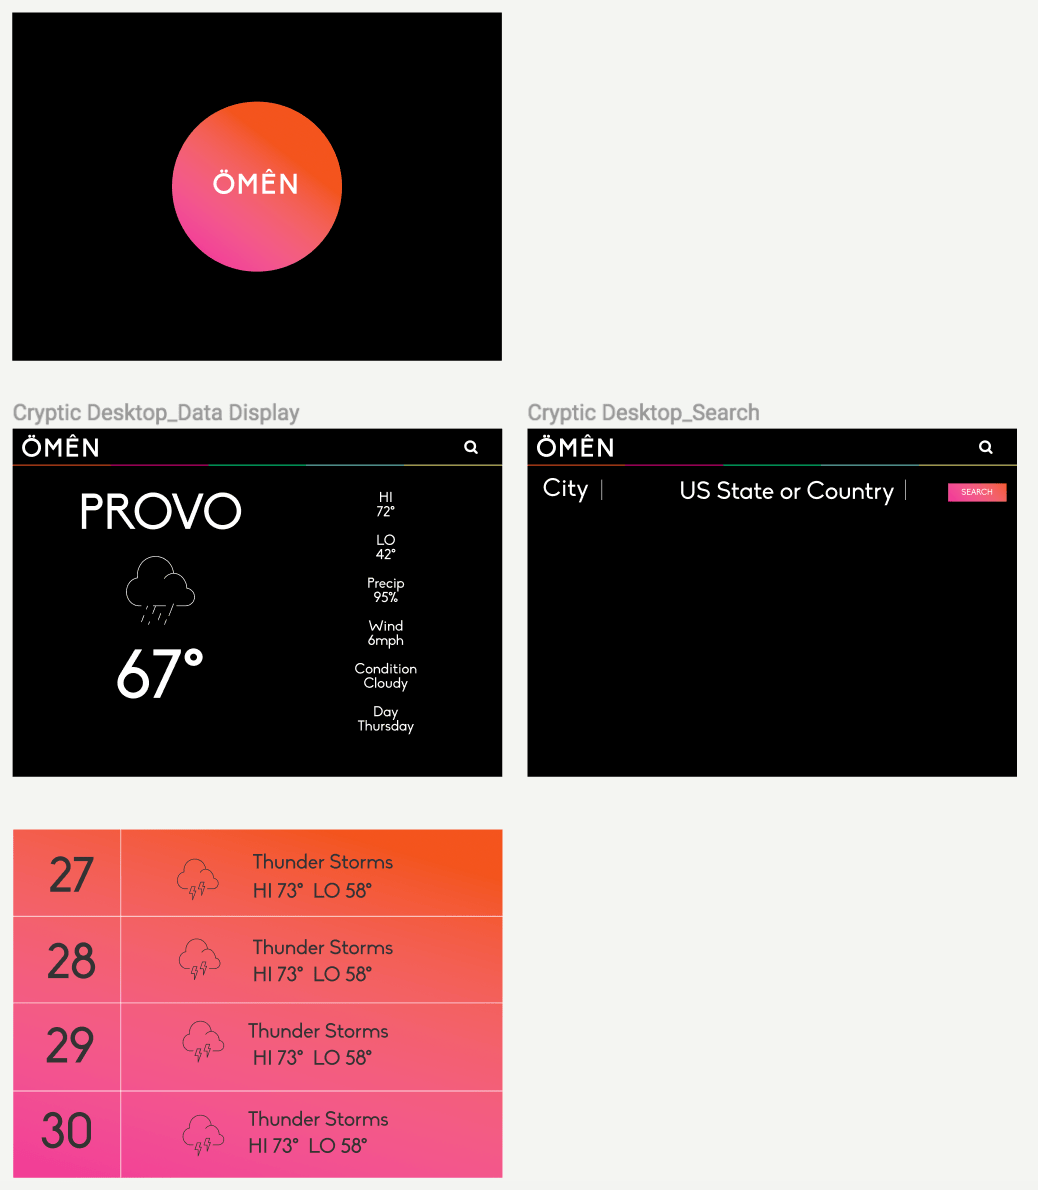 ÖMÊN
Cryptic Desktop_Data Display
ÖMÊN
PROVO
67°
HI
72°
LO
42°
Precip
95%
Wind
6mph
Condition
Cloudy
Day
Thursday
Cryptic Desktop_Search
ÖMÊN
City
US State or Country
SEARCH
27
Thunder Storms
HI 73° LO 58°
28
Thunder Storms
HI 73° LO 58°
29
Thunder Storms
HI 73° LO 58°
30
Thunder Storms
HI 73° LO 58°